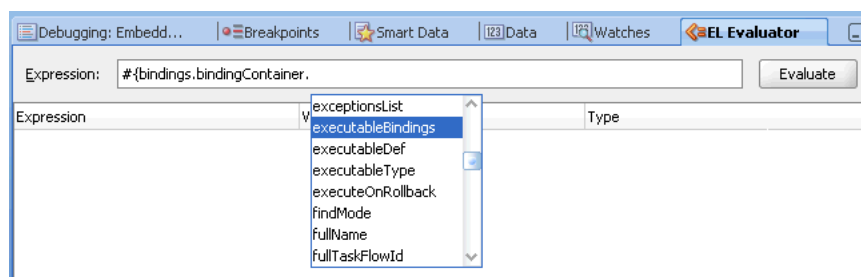 Debugging: Embedd... Breakpoints Smart Data 123 Data Watches EL Evaluator
Expression: #{bindings.bindingContainer. Evaluate
Expression V Type
exceptionsList
executableBindings
executableDef
executableType
executeOnRollback
findMode
fullName
fullTaskFlowId